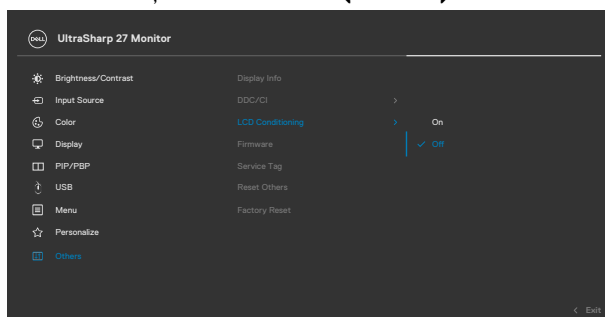 DELL
UltraSharp 27 Monitor
Brightness/Contrast
Input Source
Color
Display
PIP/PBP
USB
Menu
Personalize
Others
Display Info
DDC/CI
LCD Conditioning
Firmware
Service Tag
Reset Others
Factory Reset
On
Off
Exit